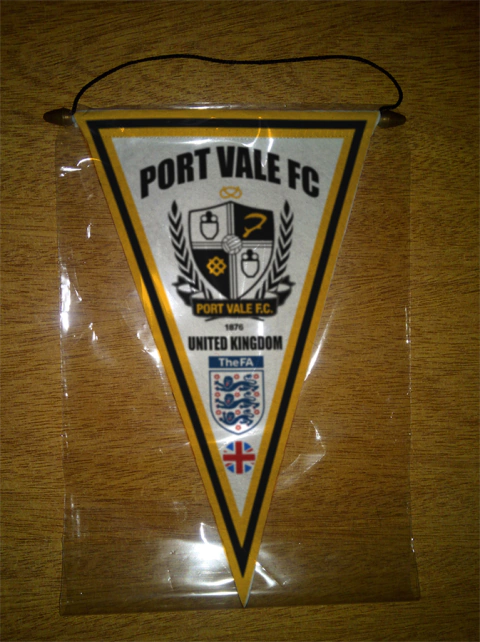 PORT VALE FC
PORT VALE F.C.
1876
UNITED KINGDOM
The FA